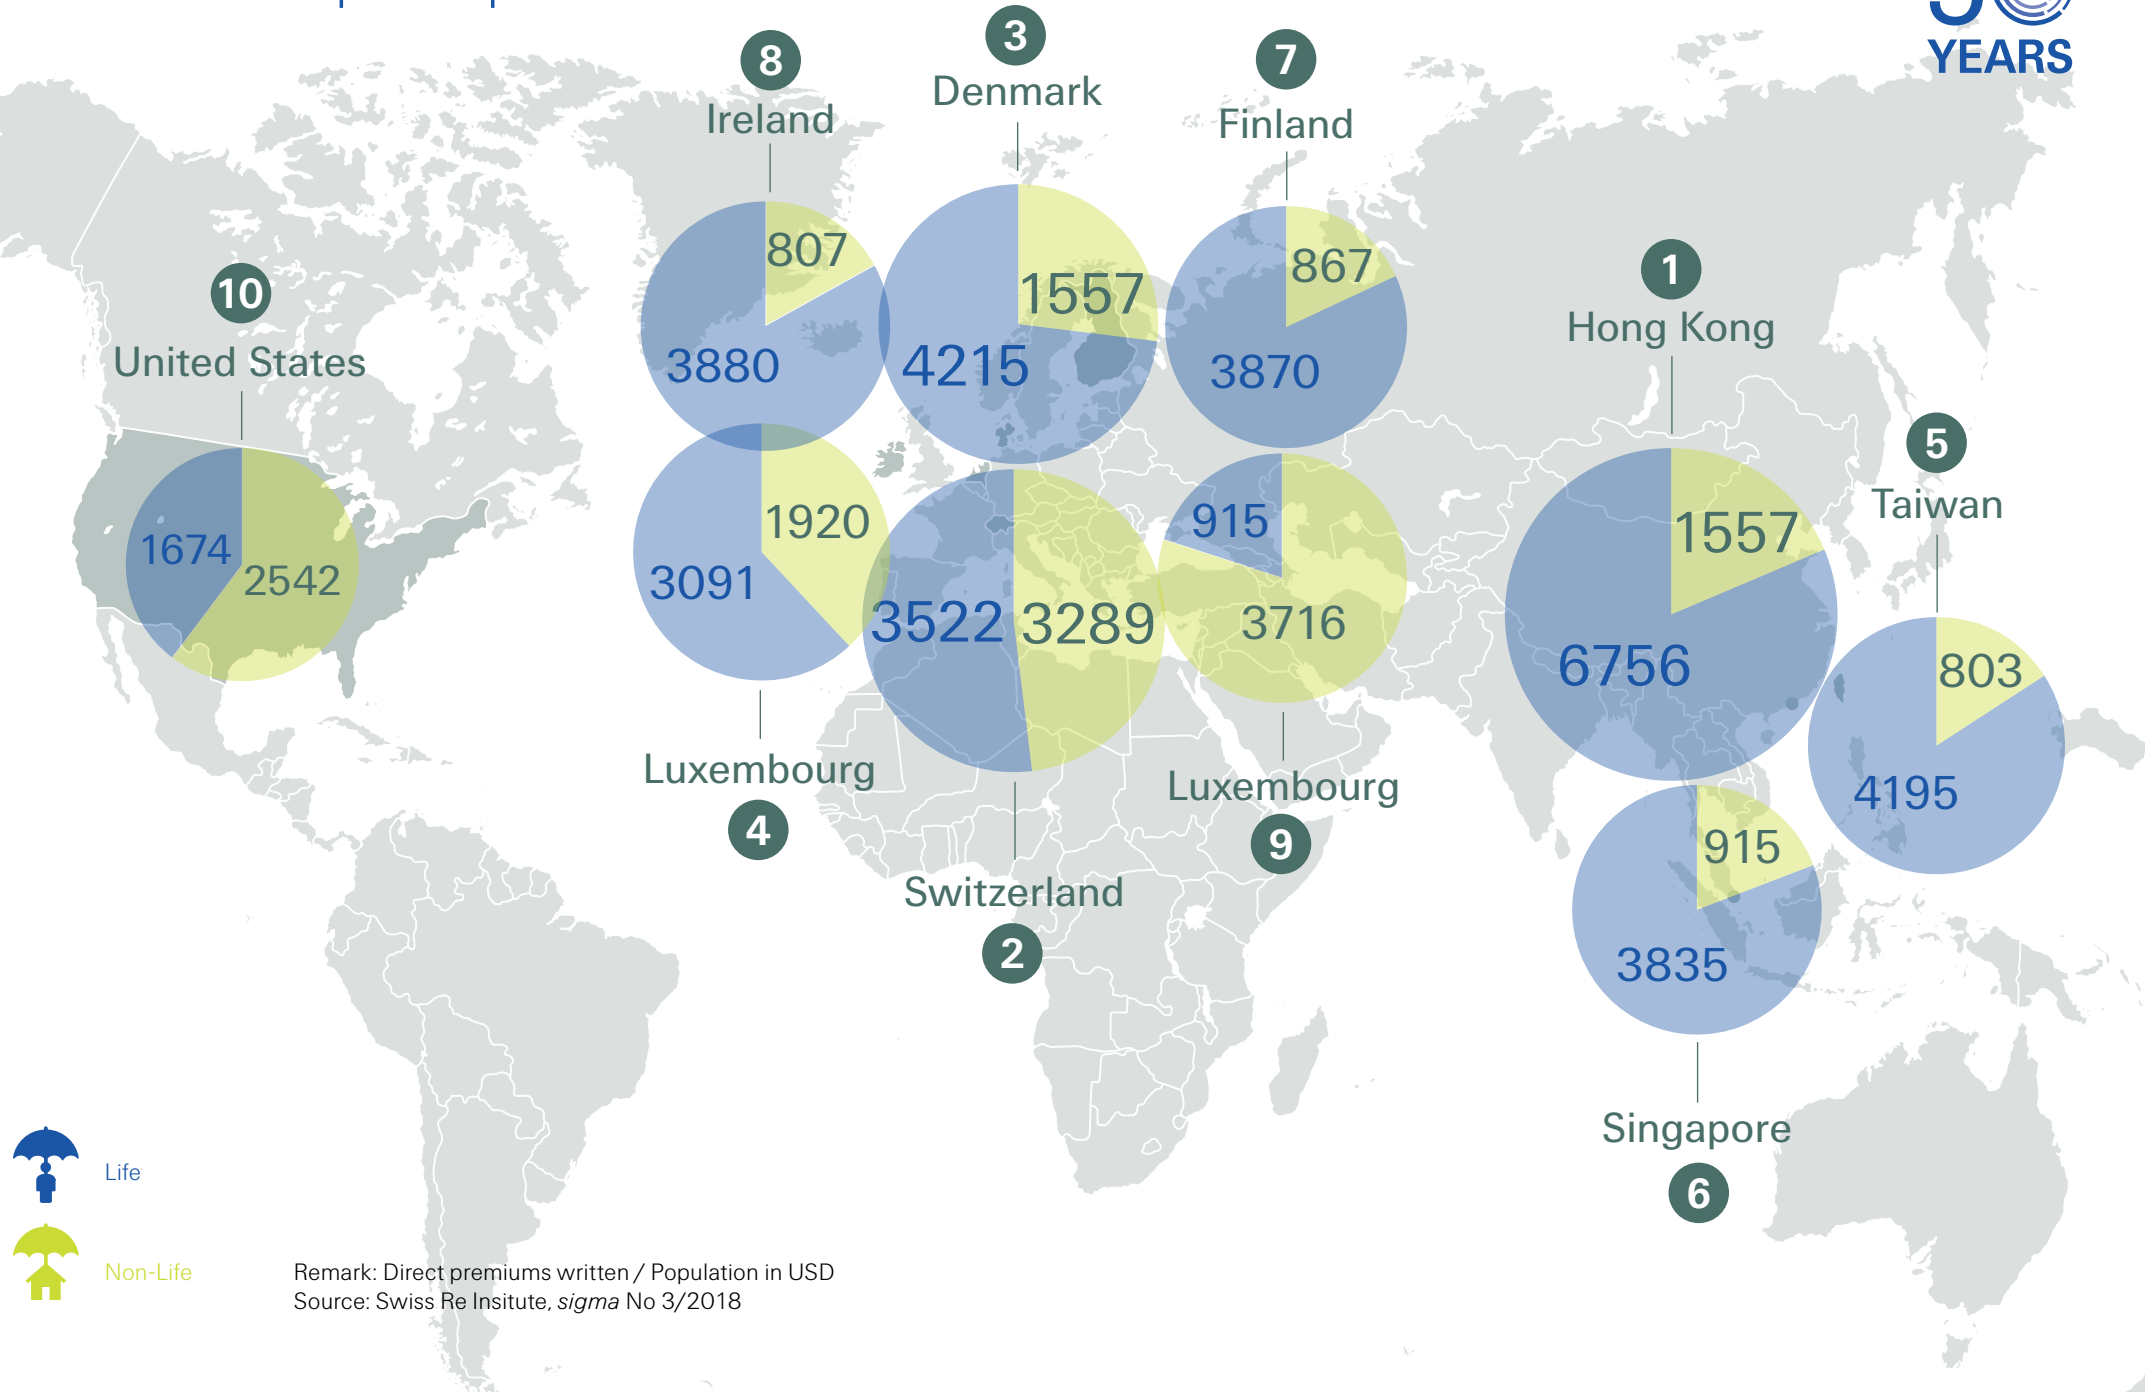 YEARS
8
Ireland
807
3880
3
Denmark
1557
4215
7
Finland
867
3870
10
United States
1674
2542
1
Hong Kong
1557
6756
5
Taiwan
803
4195
1920
3091
Luxembourg
4
3522
3289
Switzerland
2
915
3716
Luxembourg
9
915
3835
Singapore
6
Life
Non-Life
Remark: Direct premiums written / Population in USD
Source: Swiss Re Insitute, sigma No 3/2018